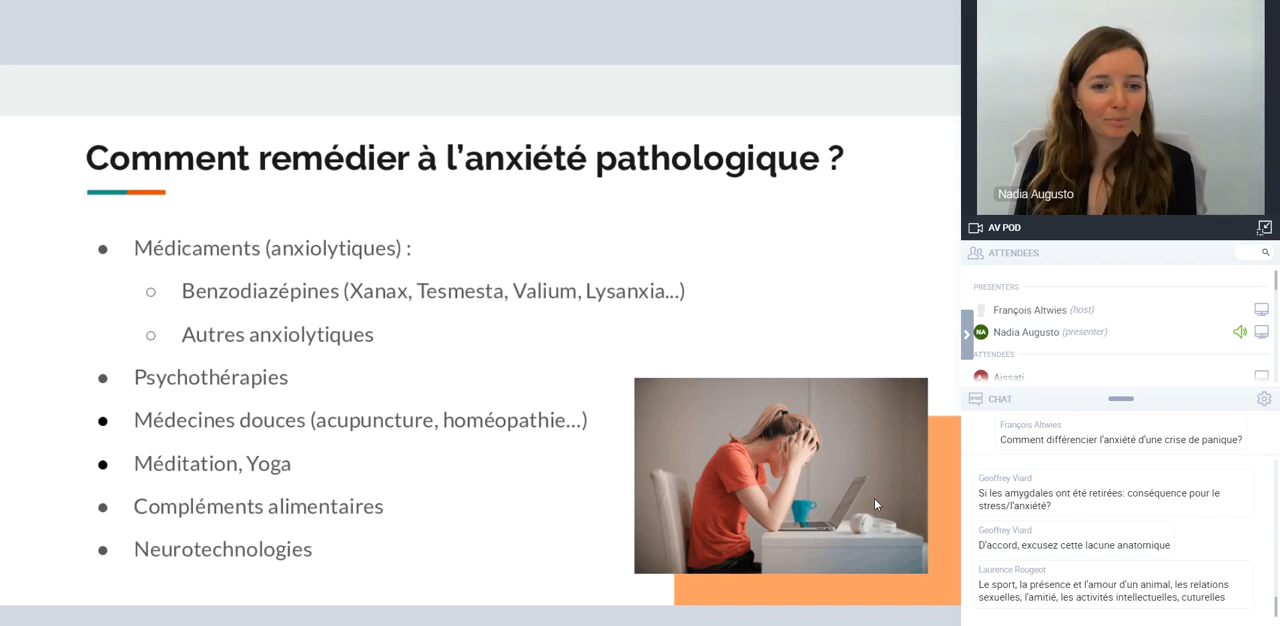 Comment remédier à l'anxiété pathologique ?
Médicaments (anxiolytiques) :
Benzodiazépines (Xanax, Tesmesta, Valium, Lysanxia...)
Autres anxiolytiques
Psychothérapies
Médecines douces (acupuncture, homéopathie...)
Méditation, Yoga
Compléments alimentaires
Neurotechnologies
Nadia Augusto
AV POD
ATTENDEES
PRESENTERS
François Altwies (host)
NA Nadia Augusto (presenter)
ATTENDEES
Aissati
CHAT
François Altwies
Comment différencier l'anxiété d'une crise de panique?
Geoffrey Viard
Si les amygdales ont été retirées: conséquence pour le
stress/l'anxiété?
Geoffrey Viard
D'accord, excusez cette lacune anatomique
Laurence Rougeot
Le sport, la présence et l'amour d'un animal, les relations
sexuelles, l'amitié, les activités intellectuelles, cuturelles